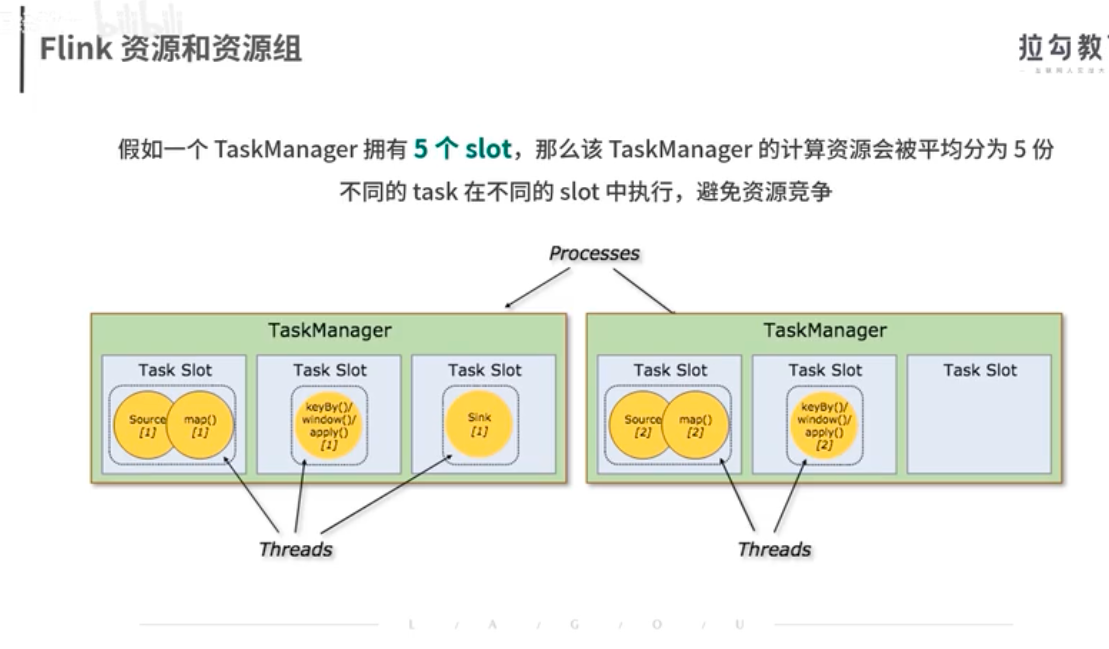 bilibili
Flink 资源和资源组
拉勾教
假如一个 TaskManager 拥有 5 个 slot，那么该 TaskManager 的计算资源会被平均分为 5 份
不同的 task 在不同的 slot 中执行，避免资源竞争
Processes
TaskManager
Task Slot
Source
[1]
map()
[1]
Task Slot
keyBy()/
window()/
apply()
[1]
Task Slot
Sink
[1]
TaskManager
Task Slot
Source
[2]
map()
[2]
Task Slot
keyBy()/
window()/
apply()
[2]
Task Slot
Threads
Threads
L / A / G / O / U